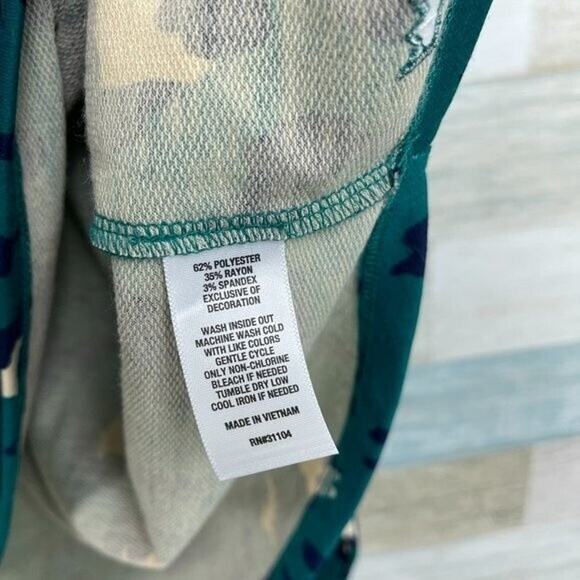 62% POLYESTER
35% RAYON
3% SPANDEX
EXCLUSIVE OF
DECORATION
WASH INSIDE OUT
MACHINE WASH COLD
WITH LIKE COLORS
GENTLE CYCLE
ONLY NON-CHLORINE
BLEACH IF NEEDED
TUMBLE DRY LOW
COOL IRON IF NEEDED
MADE IN VIETNAM
RN#31104